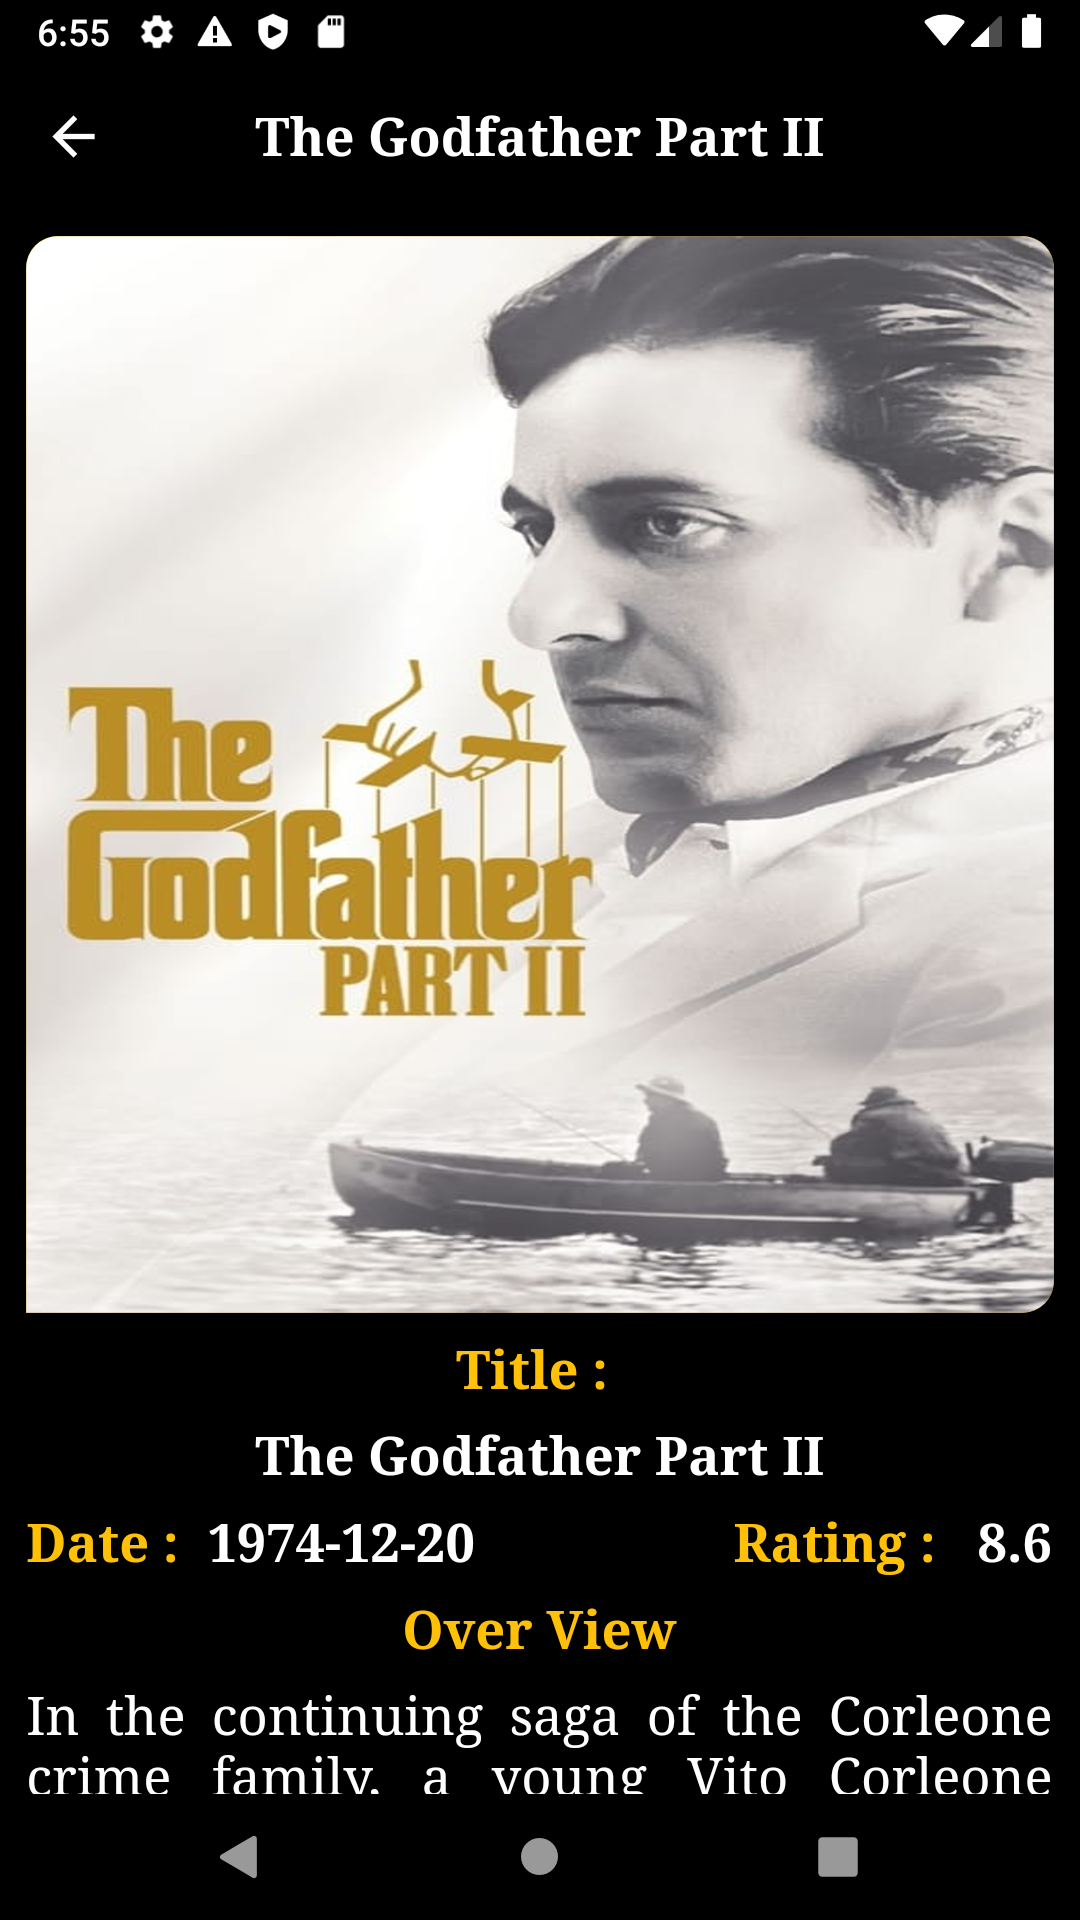 6:55
The Godfather Part II
The
Godfather
PART II
Title :
The Godfather Part II
Date : 1974-12-20 Rating : 8.6
Over View
In the continuing saga of the Corleone
crime family, a young Vito Corleone